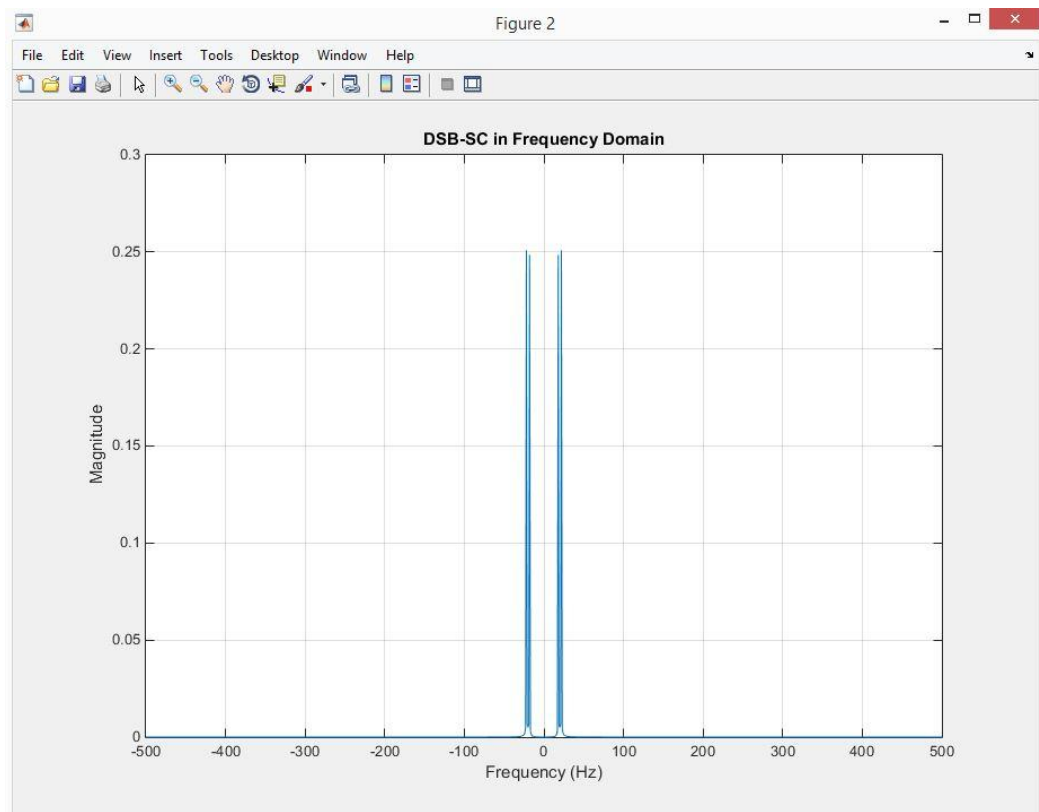 Figure 2
File Edit View Insert Tools Desktop Window Help
DSB-SC in Frequency Domain
0.3
0.25
0.2
0.15
0.1
0.05
0
Magnitude
-500 -400 -300 -200 -100 0 100 200 300 400 500
Frequency (Hz)